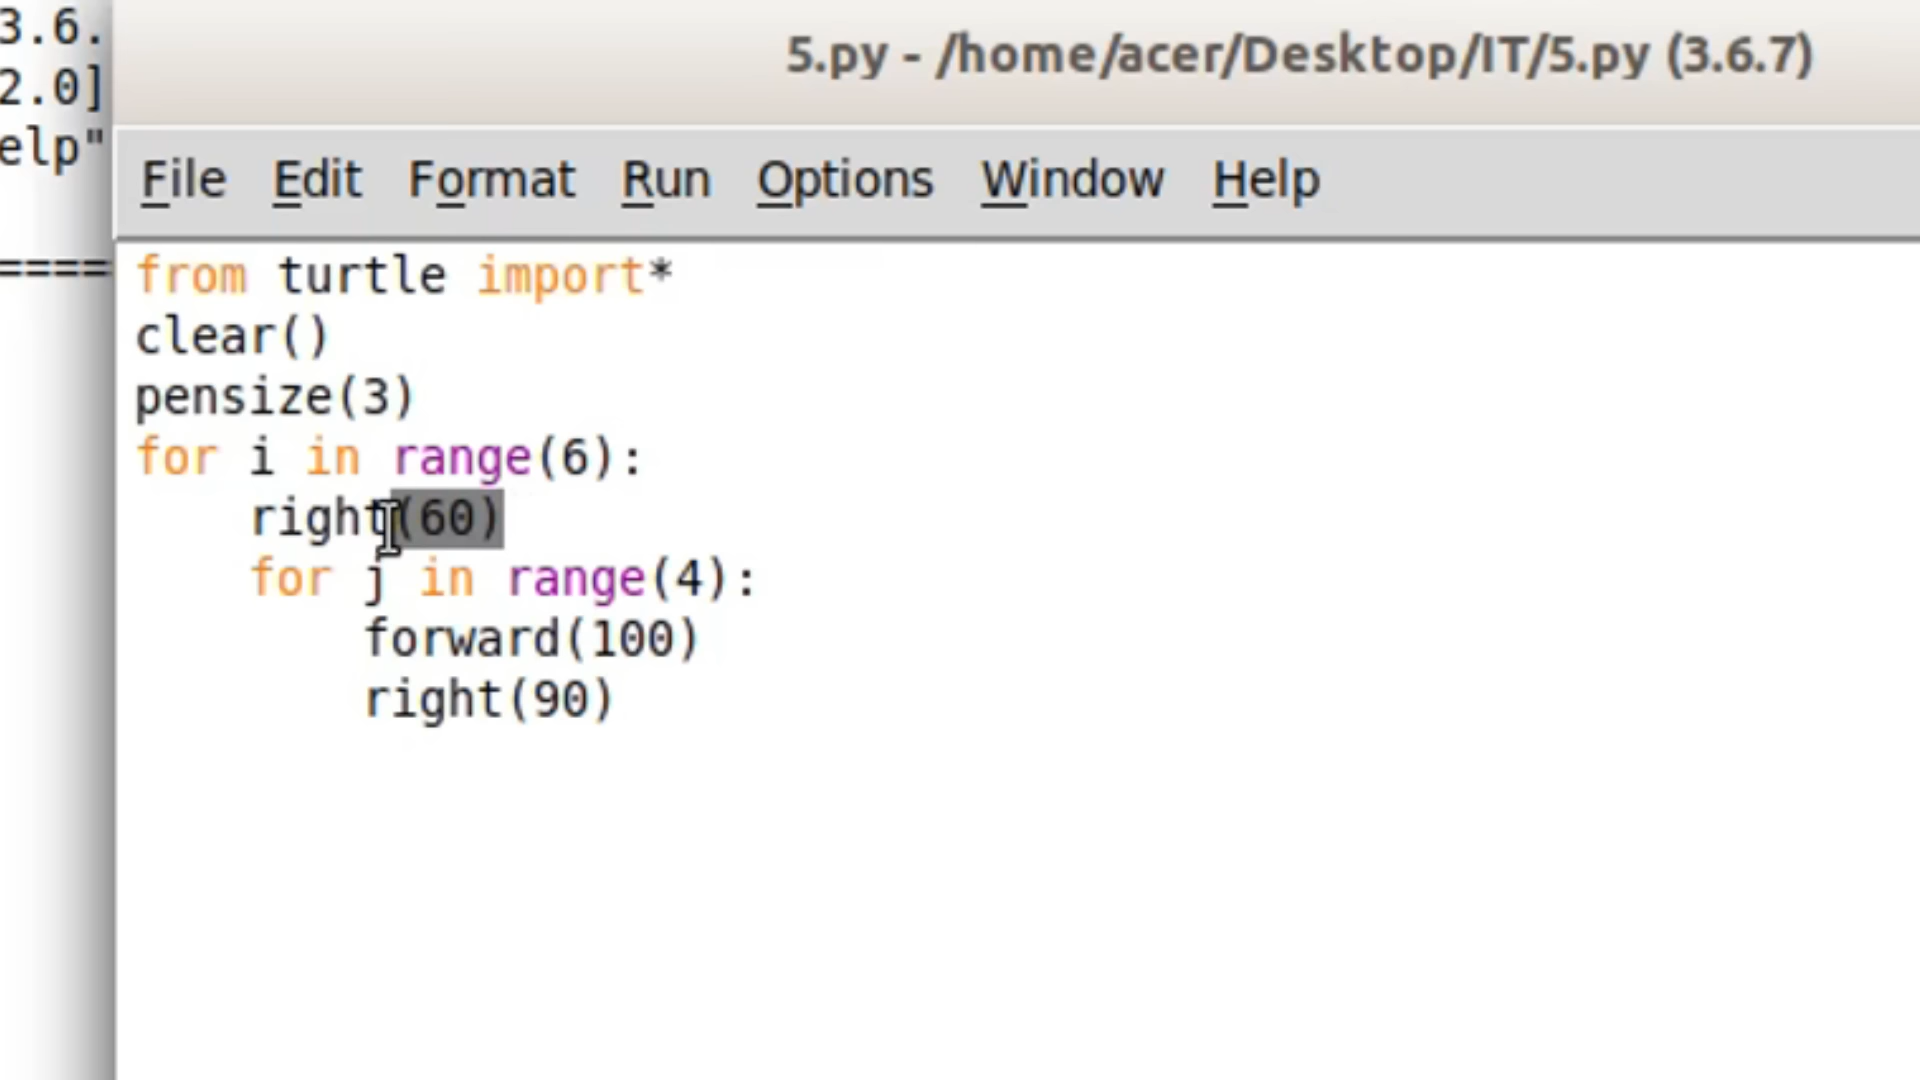 3.6.
2.0]
elp"
====
5.py - /home/acer/Desktop/IT/5.py (3.6.7)
File Edit Format Run Options Window Help
from turtle import*
clear()
pensize(3)
for i in range(6):
    right(60)
    for j in range(4):
        forward(100)
        right(90)